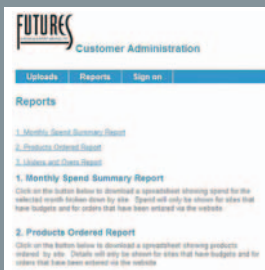 FUTURES
Customer Administration
Uploads Reports Sign on
Reports
1. Monthly Spend Summary Report
2. Products Ordered Report
3. Unders and Overs Report
1. Monthly Spend Summary Report
Click on the button below to download a spreadsheet showing spend for the
selected month broken down by site. Spend will only be shown for sites that
have budgets and for orders that have been entered via the website.
2. Products Ordered Report
Click on the button below to download a spreadsheet showing products
ordered by site. Details will only be shown for sites that have budgets and for
orders that have been entered via the website.